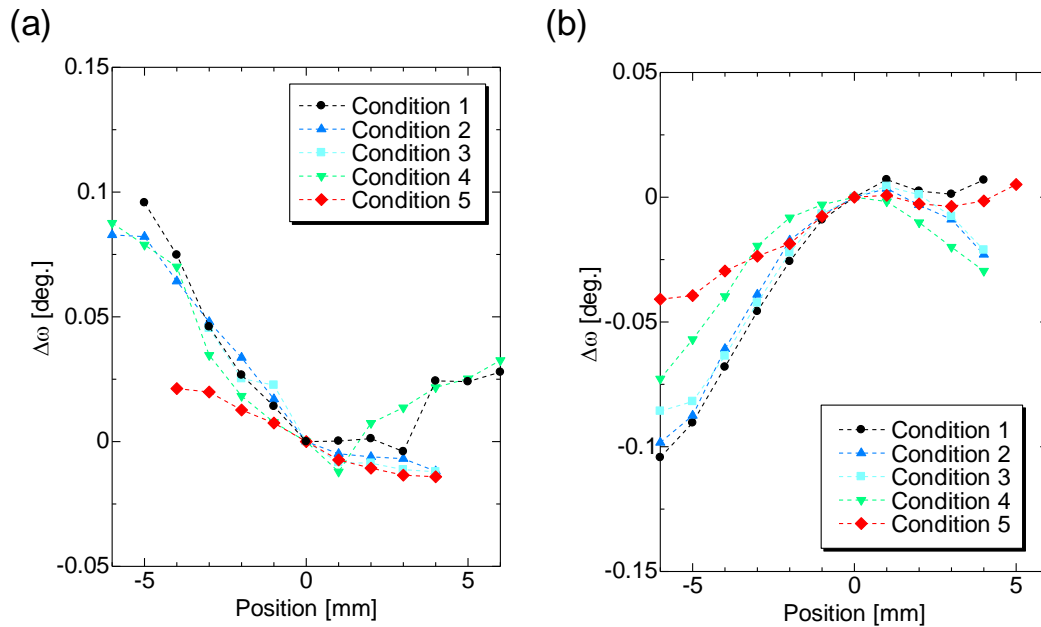 (a)
0.15
0.1
0.05
0
-0.05
Δω [deg.]
-5
0
5
Position [mm]
Condition 1
Condition 2
Condition 3
Condition 4
Condition 5
(b)
0.05
0
-0.05
-0.1
-0.15
Δω [deg.]
-5
0
5
Position [mm]
Condition 1
Condition 2
Condition 3
Condition 4
Condition 5